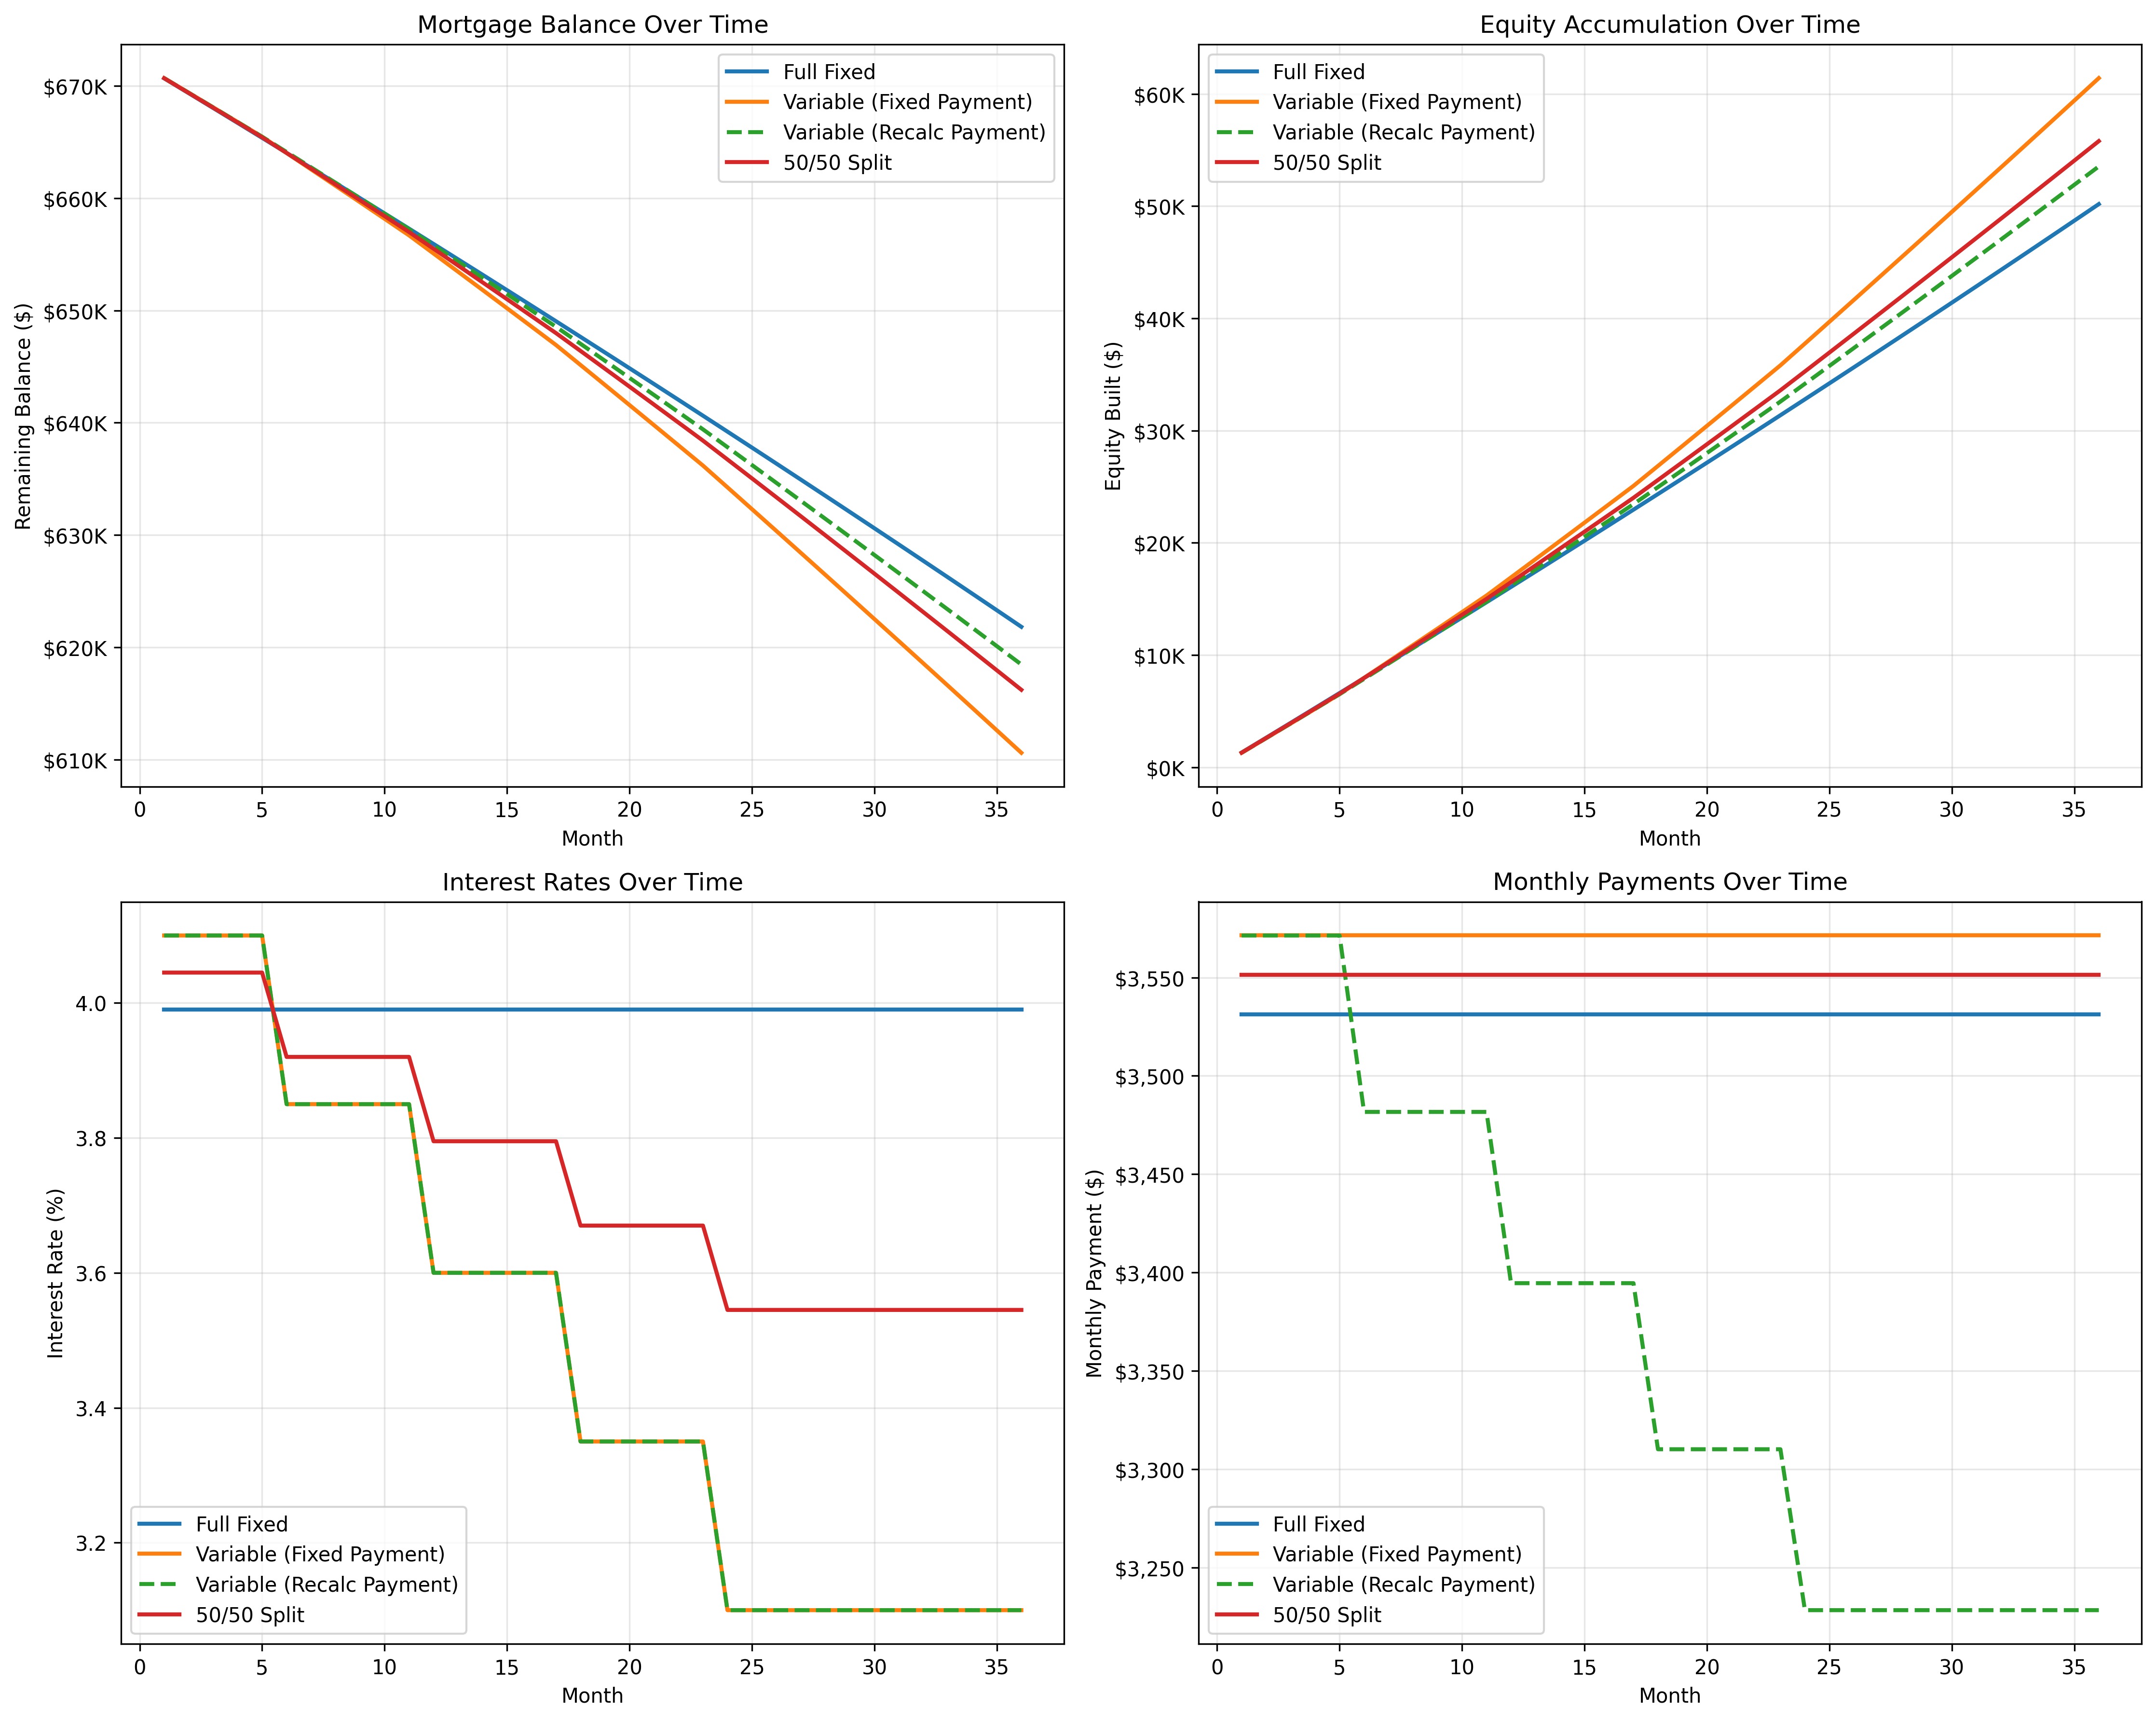 Mortgage Balance Over Time
Remaining Balance ($)
$670K
$660K
$650K
$640K
$630K
$620K
$610K
0 5 10 15 20 25 30 35
Month
Full Fixed
Variable (Fixed Payment)
Variable (Recalc Payment)
50/50 Split
Equity Accumulation Over Time
Equity Built ($)
$60K
$50K
$40K
$30K
$20K
$10K
$0K
0 5 10 15 20 25 30 35
Month
Full Fixed
Variable (Fixed Payment)
Variable (Recalc Payment)
50/50 Split
Interest Rates Over Time
Interest Rate (%)
4.0
3.8
3.6
3.4
3.2
0 5 10 15 20 25 30 35
Month
Full Fixed
Variable (Fixed Payment)
Variable (Recalc Payment)
50/50 Split
Monthly Payments Over Time
Monthly Payment ($)
$3,550
$3,500
$3,450
$3,400
$3,350
$3,300
$3,250
0 5 10 15 20 25 30 35
Month
Full Fixed
Variable (Fixed Payment)
Variable (Recalc Payment)
50/50 Split